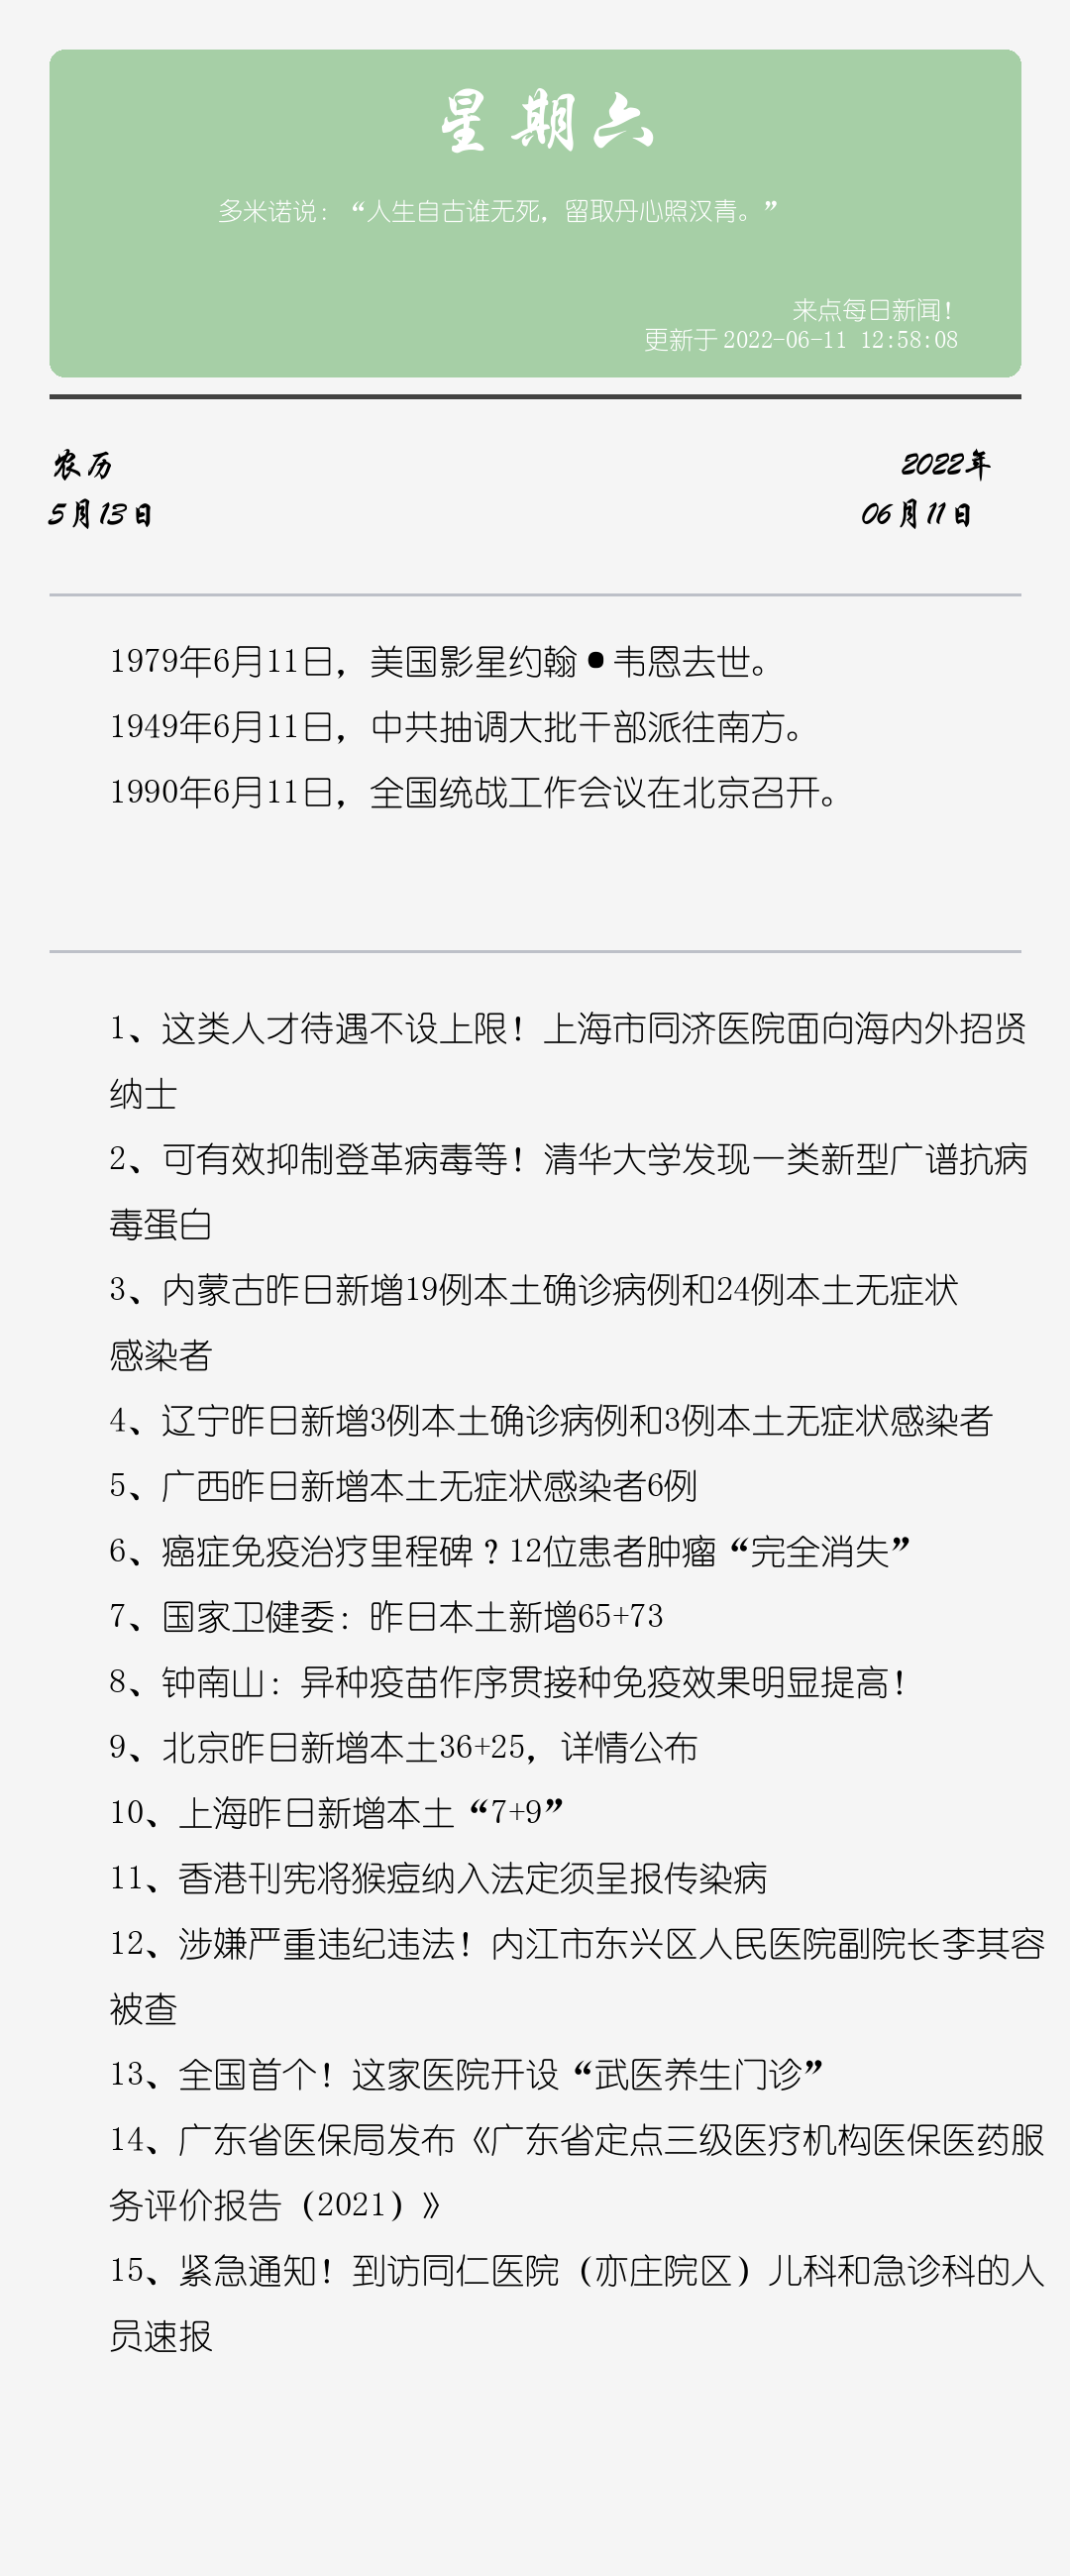 星期六
多米诺说：“人生自古谁无死，留取丹心照汉青。”
来点每日新闻！
更新于 2022-06-11 12:58:08
农历
2022年
5月13日
06月11日
1979年6月11日，美国影星约翰●韦恩去世。
1949年6月11日，中共抽调大批干部派往南方。
1990年6月11日，全国统战工作会议在北京召开。
1、这类人才待遇不设上限！上海市同济医院面向海内外招贤
纳士
2、可有效抑制登革病毒等！清华大学发现一类新型广谱抗病
毒蛋白
3、内蒙古昨日新增19例本土确诊病例和24例本土无症状
感染者
4、辽宁昨日新增3例本土确诊病例和3例本土无症状感染者
5、广西昨日新增本土无症状感染者6例
6、癌症免疫治疗里程碑？12位患者肿瘤“完全消失”
7、国家卫健委：昨日本土新增65+73
8、钟南山：异种疫苗作序贯接种免疫效果明显提高！
9、北京昨日新增本土36+25，详情公布
10、上海昨日新增本土“7+9”
11、香港刊宪将猴痘纳入法定须呈报传染病
12、涉嫌严重违纪违法！内江市东兴区人民医院副院长李其容
被查
13、全国首个！这家医院开设“武医养生门诊”
14、广东省医保局发布《广东省定点三级医疗机构医保医药服
务评价报告（2021）》
15、紧急通知！到访同仁医院（亦庄院区）儿科和急诊科的人
员速报